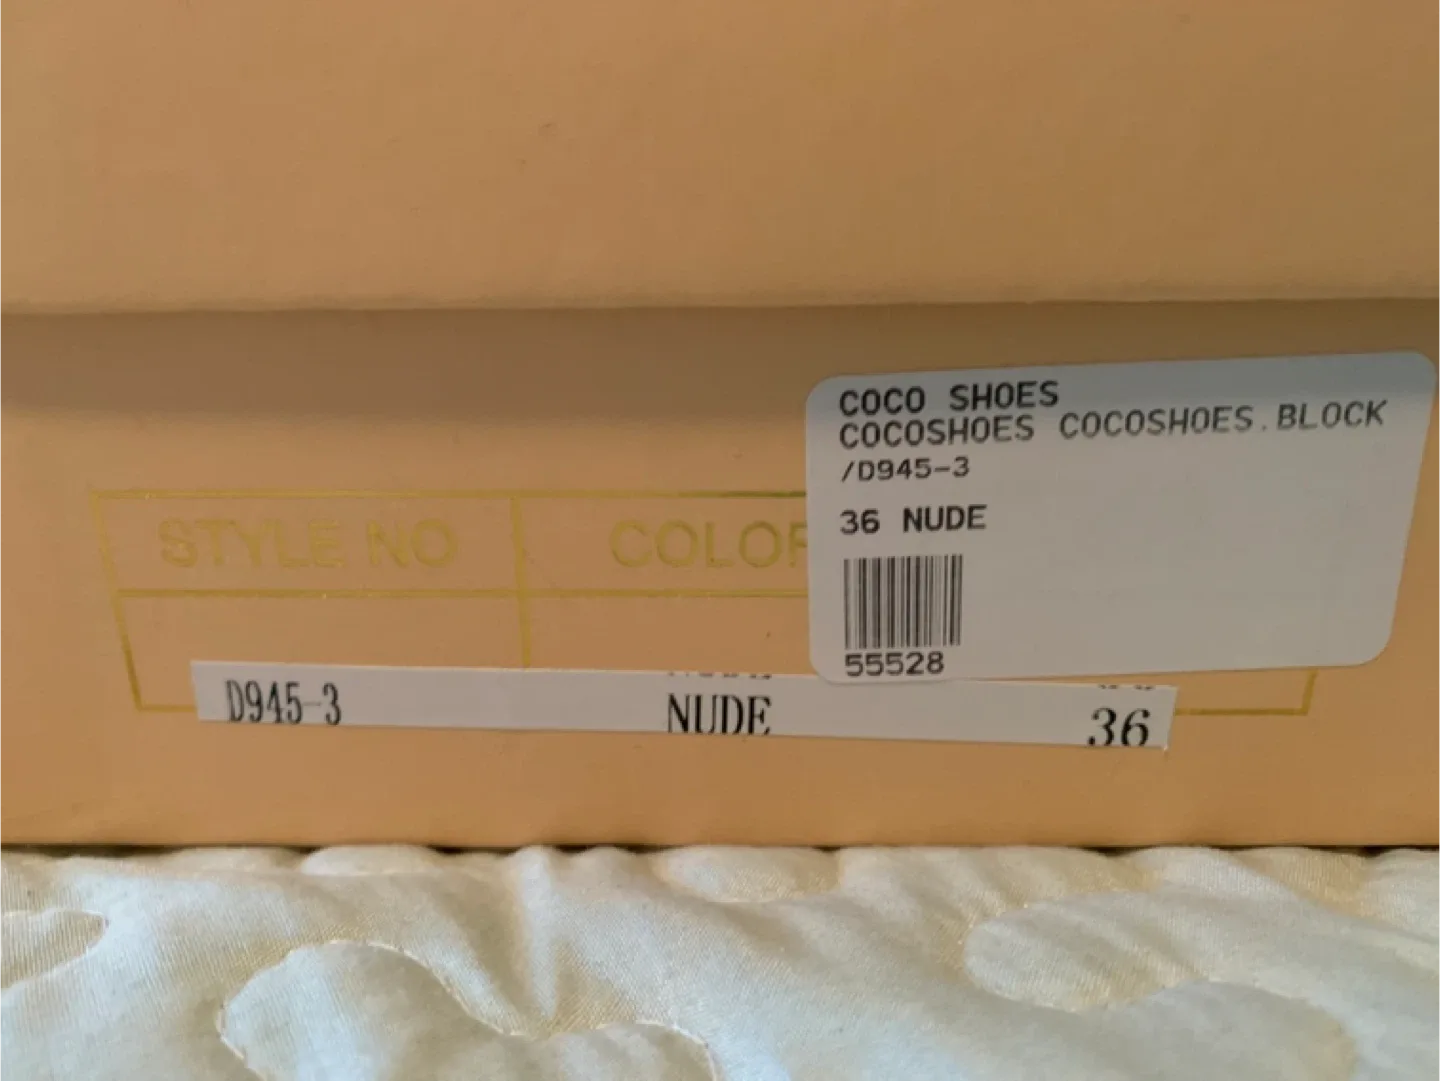 COCO SHOES
COCOSHOES COCOSHOES.BLOCK
/D945-3
36 NUDE
55528
STYLE NO COLOR
D945-3 NUDE 36